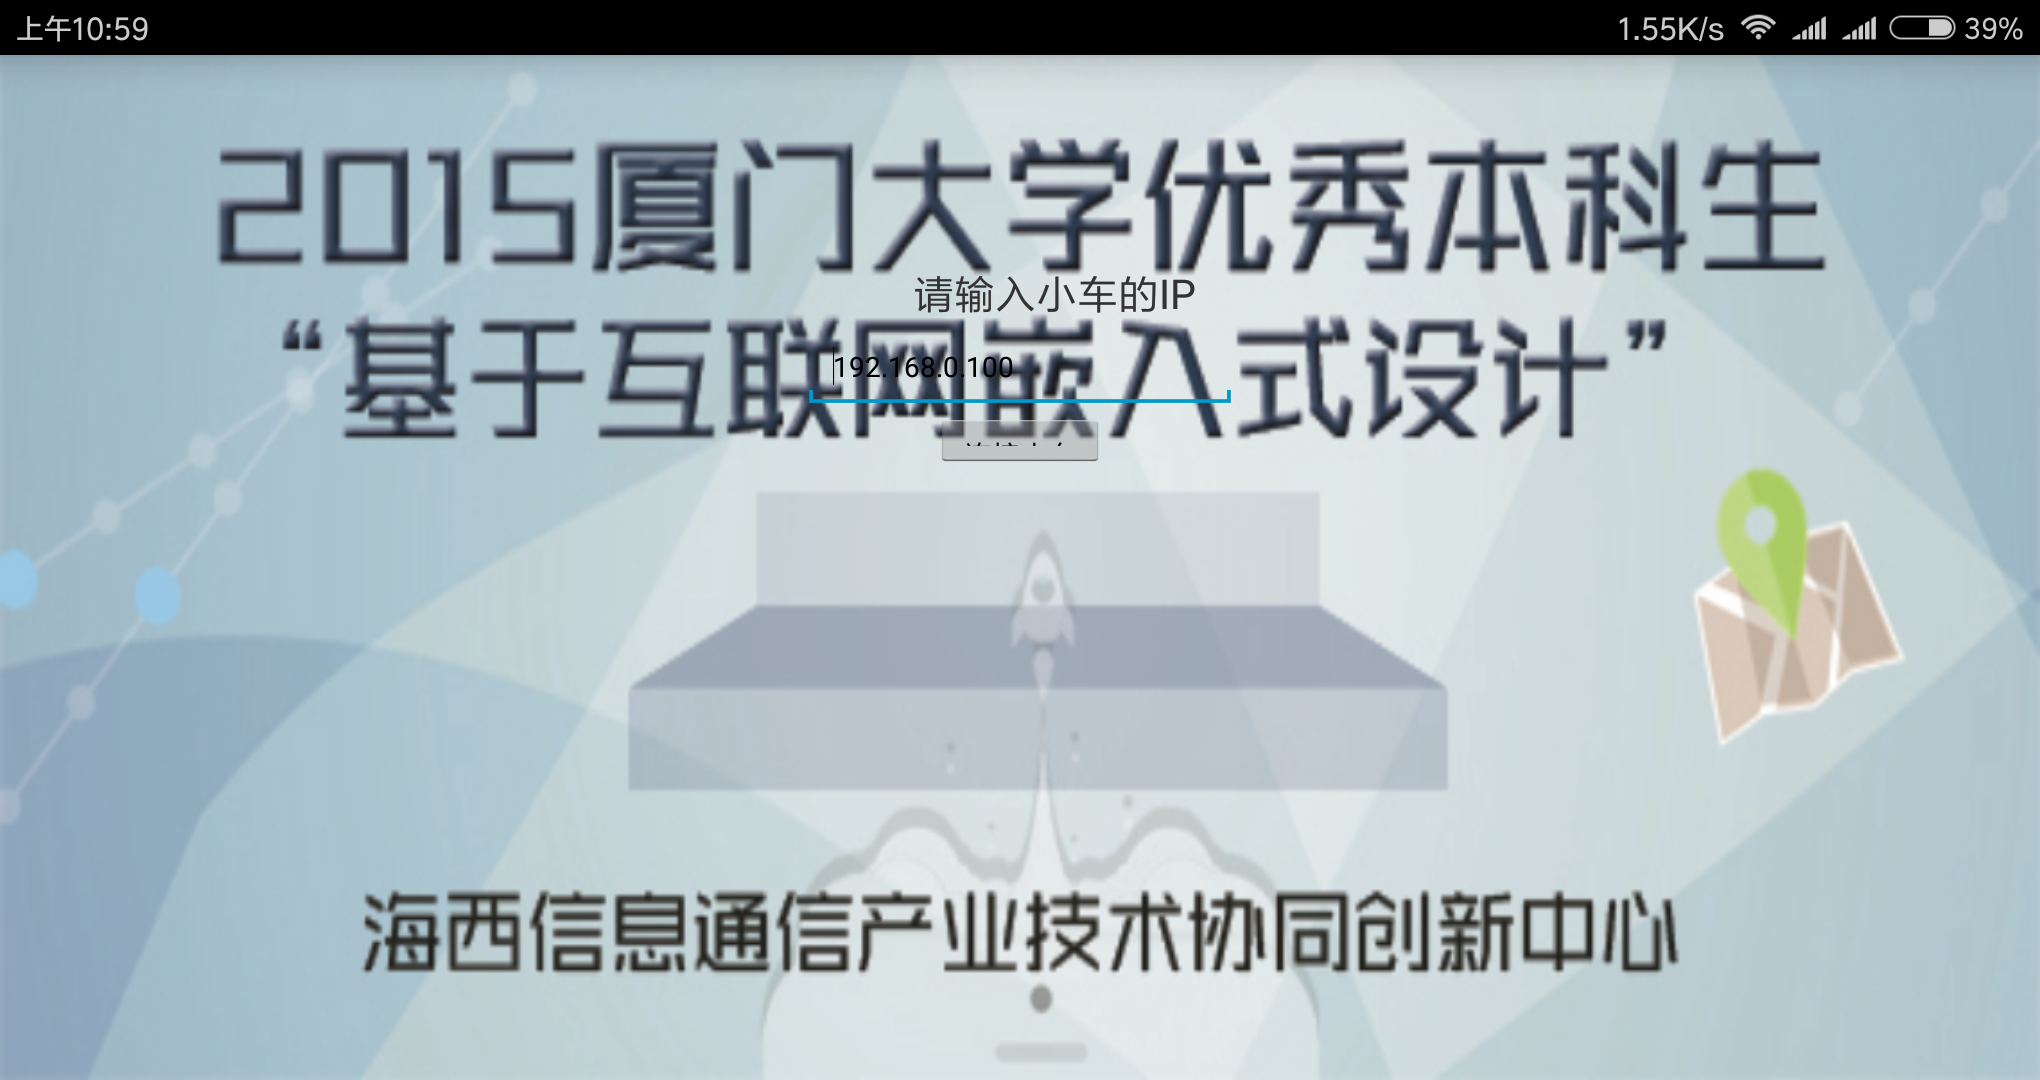 上午10:59
1.55K/s
39%
2015厦门大学优秀本科生
请输入小车的IP
“基于互联网嵌入式设计”
192.168.0.100
海西信息通信产业技术协同创新中心